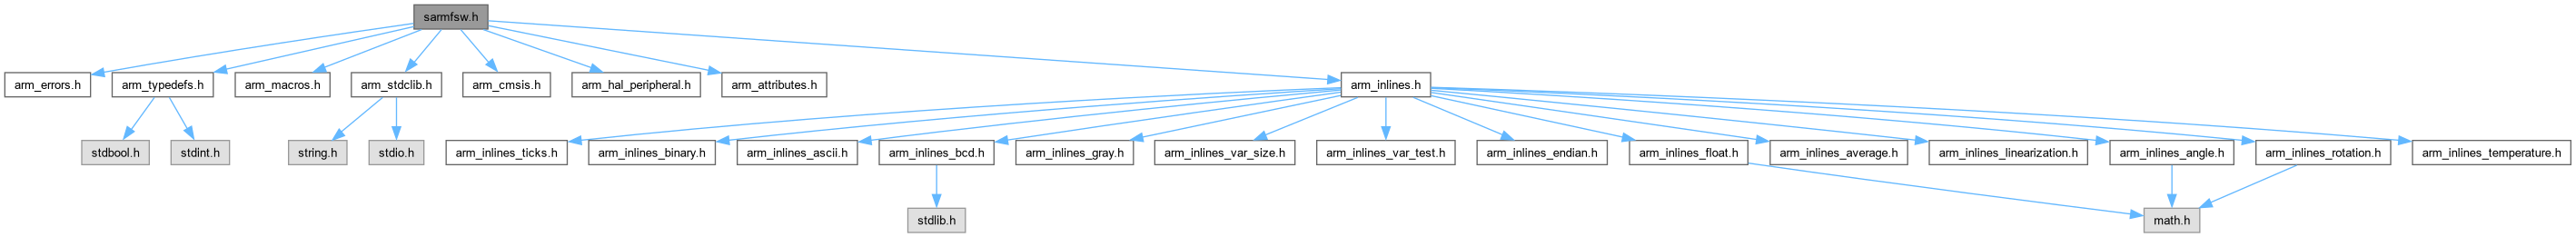 sarmfsw.h
arm_errors.h
arm_typedefs.h
arm_macros.h
arm_stdclib.h
arm_cmsis.h
arm_hal_peripheral.h
arm_attributes.h
arm_inlines.h
stdbool.h
stdint.h
string.h
stdio.h
arm_inlines_ticks.h
arm_inlines_binary.h
arm_inlines_ascii.h
arm_inlines_bcd.h
arm_inlines_gray.h
arm_inlines_var_size.h
arm_inlines_var_test.h
arm_inlines_endian.h
arm_inlines_float.h
arm_inlines_average.h
arm_inlines_linearization.h
arm_inlines_angle.h
arm_inlines_rotation.h
arm_inlines_temperature.h
stdlib.h
math.h